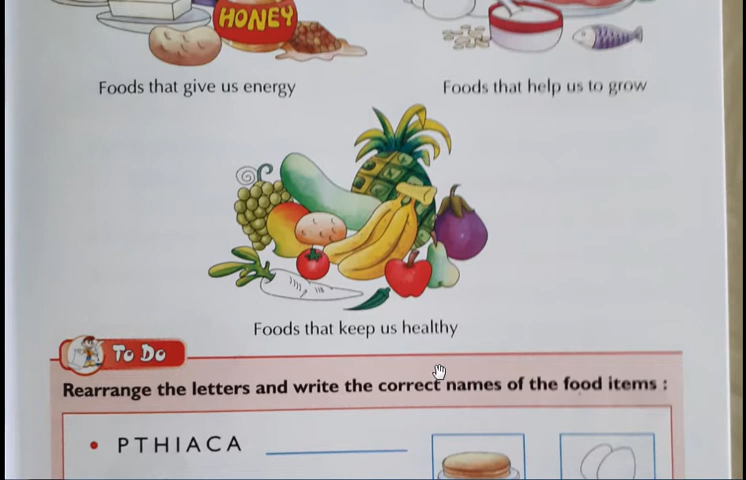 HONEY
Foods that give us energy
Foods that help us to grow
Foods that keep us healthy
To Do
Rearrange the letters and write the correct names of the food items :
• PTHIACA